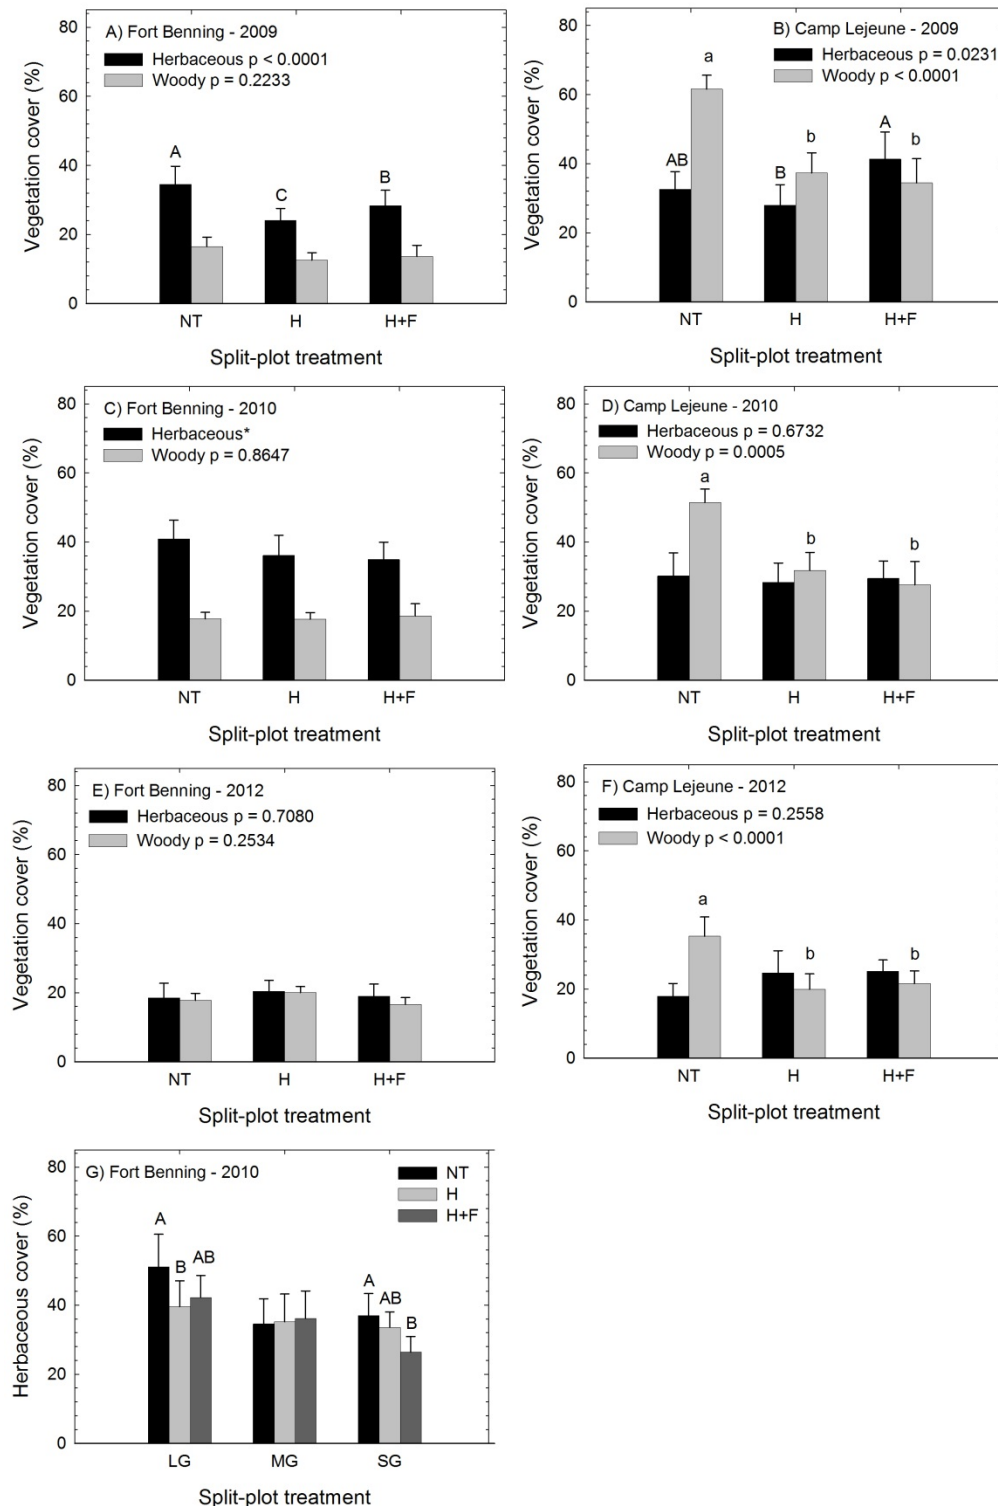 A) Fort Benning - 2009
Herbaceous p < 0.0001
Woody p = 0.2233
Vegetation cover (%)
80
60
40
20
0
A
C
B
NT H H+F
Split-plot treatment
B) Camp Lejeune - 2009
Herbaceous p = 0.0231
Woody p < 0.0001
Vegetation cover (%)
80
60
40
20
0
AB a
B b
A b
NT H H+F
Split-plot treatment
C) Fort Benning - 2010
Herbaceous*
Woody p = 0.8647
Vegetation cover (%)
80
60
40
20
0
NT H H+F
Split-plot treatment
D) Camp Lejeune - 2010
Herbaceous p = 0.6732
Woody p = 0.0005
Vegetation cover (%)
80
60
40
20
0
a
b
b
NT H H+F
Split-plot treatment
E) Fort Benning - 2012
Herbaceous p = 0.7080
Woody p = 0.2534
Vegetation cover (%)
80
60
40
20
0
NT H H+F
Split-plot treatment
F) Camp Lejeune - 2012
Herbaceous p = 0.2558
Woody p < 0.0001
Vegetation cover (%)
80
60
40
20
0
a
b
b
NT H H+F
Split-plot treatment
G) Fort Benning - 2010
NT
H
H+F
Herbaceous cover (%)
80
60
40
20
0
A B AB
A AB B
LG MG SG
Split-plot treatment